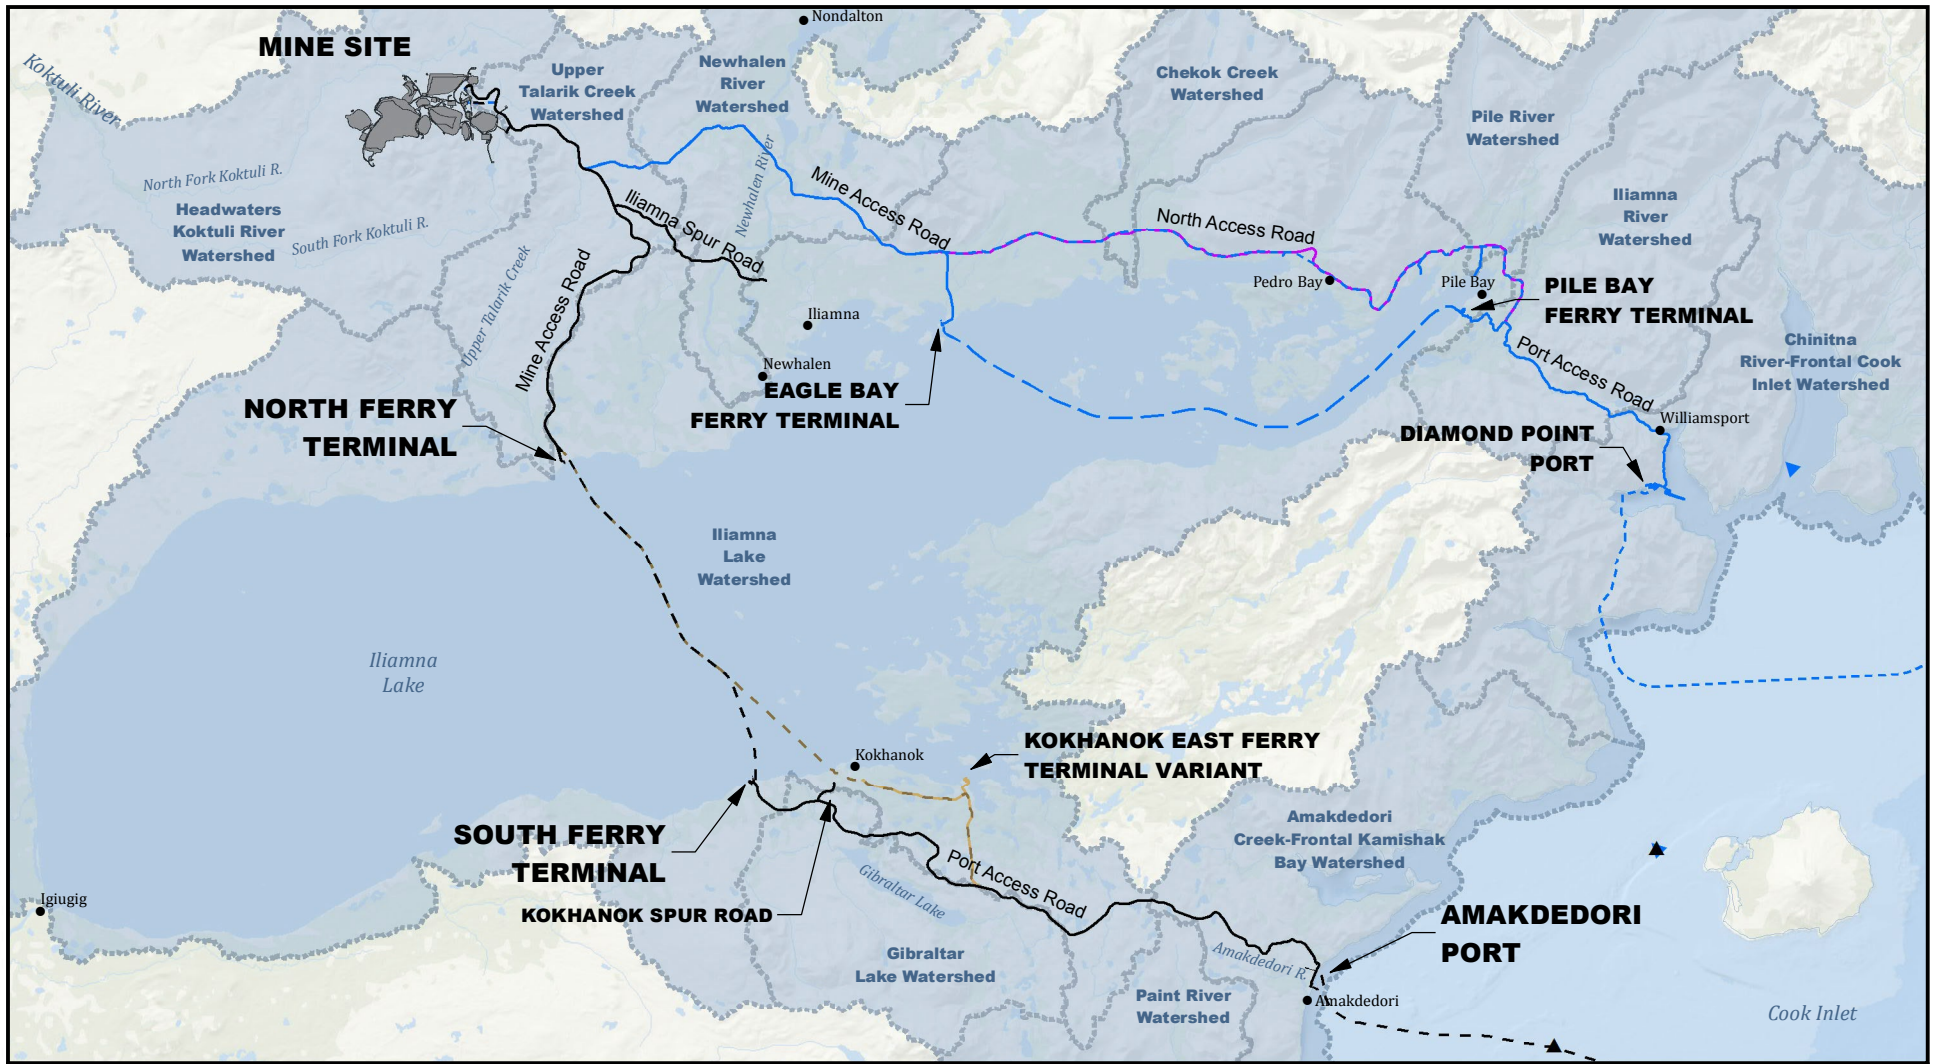 Nondalton
MINE SITE
Koktuli River
Upper
Talarik Creek
Watershed
Newhalen
River
Watershed
Chekok Creek
Watershed
Pile River
Watershed
North Fork Koktuli R.
Headwaters
Koktuli River
Watershed
South Fork Koktuli R.
Iliamna Spur Road
Newhalen River
Mine Access Road
North Access Road
Iliamna
River
Watershed
Upper Talarik Creek
Mine Access Road
Pedro Bay
Pile Bay
PILE BAY
FERRY TERMINAL
Iliamna
Newhalen
EAGLE BAY
FERRY TERMINAL
Port Access Road
Chinitna
River-Frontal Cook
Inlet Watershed
NORTH FERRY
TERMINAL
Williamsport
DIAMOND POINT
PORT
Iliamna
Lake
Watershed
Iliamna
Lake
Kokhanok
KOKHANOK EAST FERRY
TERMINAL VARIANT
SOUTH FERRY
TERMINAL
Amakdedori
Creek-Frontal Kamishak
Bay Watershed
Port Access Road
Gibraltar Lake
Igiugig
KOKHANOK SPUR ROAD
AMAKDEDORI
PORT
Gibraltar
Lake Watershed
Amakdedori R.
Paint River
Watershed
Amakdedori
Cook Inlet